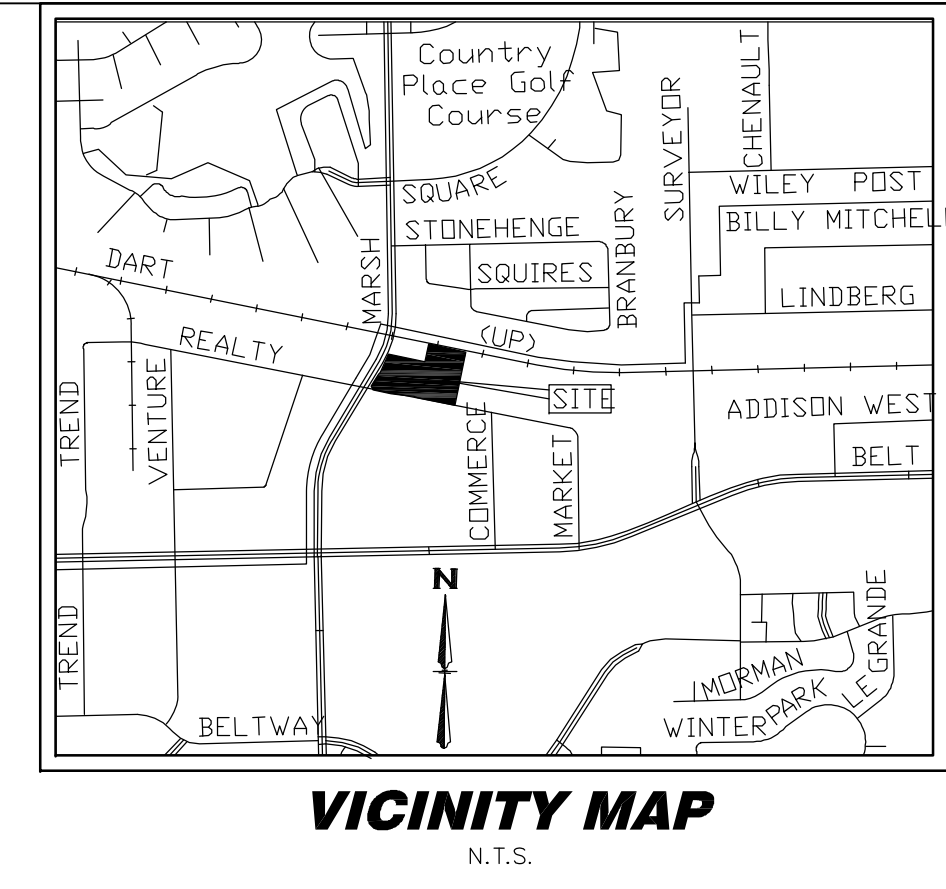 Country
Place Golf
Course
SQUARE
STONEHENGE
SQUIRES
BRANBURY
SURVEYOR
CHENAULT
WILEY POST
BILLY MITCHELL
LINDBERG
MARSH
DART
(UP)
REALTY
SITE
TREND
VENTURE
COMMERCE
MARKET
ADDISON WEST
BELT
N
TREND
BELTWAY
MORMAN
WINTERPARK
LE GRANDE
VICINITY MAP
N.T.S.